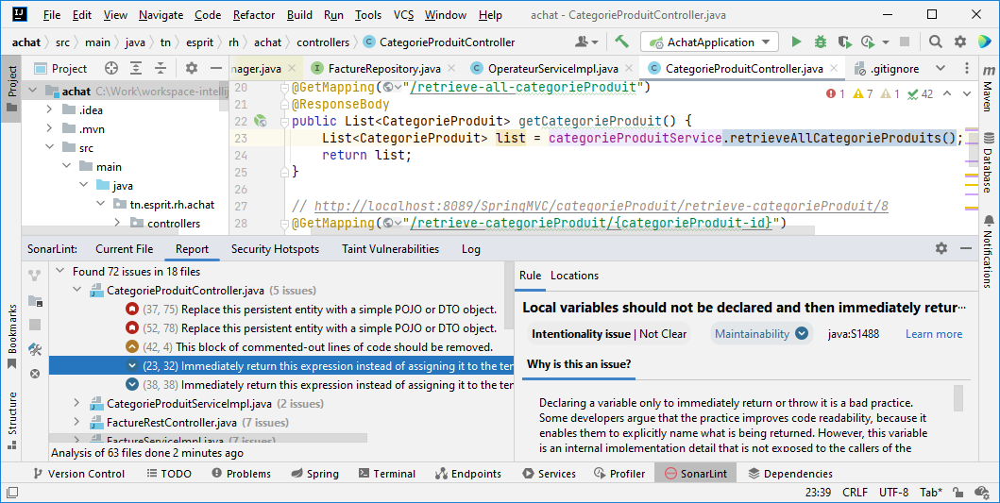 IJ File Edit View Navigate Code Refactor Build Run Tools VCS Window Help achat - CategorieProduitController.java
achat src main java tn esprit rh achat controllers CategorieProduitController AchatApplication
Project
Project
nager.java FactureRepository.java OperateurServiceImpl.java CategorieProduitController.java .gitignore
achat C:\Work\workspace-intellij
.idea
.mvn
src
main
java
tn.esprit.rh.achat
controllers
1 7 1 42
20 @GetMapping("/retrieve-all-categorieProduit")
21 @ResponseBody
22 public List<CategorieProduit> getCategorieProduit() {
23 List<CategorieProduit> list = categorieProduitService.retrieveAllCategorieProduits();
24 return list;
25 }
26
27 // http://localhost:8089/SpringMVC/categorieProduit/retrieve-categorieProduit/8
28 @GetMapping("/retrieve-categorieProduit/{categorieProduit-id}")
Maven
Database
Notifications
SonarLint: Current File Report Security Hotspots Taint Vulnerabilities Log
Bookmarks
Structure
Found 72 issues in 18 files
CategorieProduitController.java (5 issues)
(37, 75) Replace this persistent entity with a simple POJO or DTO object.
(52, 78) Replace this persistent entity with a simple POJO or DTO object.
(42, 4) This block of commented-out lines of code should be removed.
(23, 32) Immediately return this expression instead of assigning it to the ten
(38, 38) Immediately return this expression instead of assigning it to the ten
CategorieProduitServiceImpl.java (2 issues)
FactureRestController.java (7 issues)
FactureServiceImpl.java (7 issues)
Analysis of 63 files done 2 minutes ago
Rule Locations
Local variables should not be declared and then immediately retur...
Intentionality issue | Not Clear Maintainability java:S1488 Learn more
Why is this an issue?
Declaring a variable only to immediately return or throw it is a bad practice.
Some developers argue that the practice improves code readability, because it
enables them to explicitly name what is being returned. However, this variable
is an internal implementation detail that is not exposed to the callers of the
Version Control TODO Problems Spring Terminal Endpoints Services Profiler SonarLint Dependencies
23:39 CRLF UTF-8 Tab*